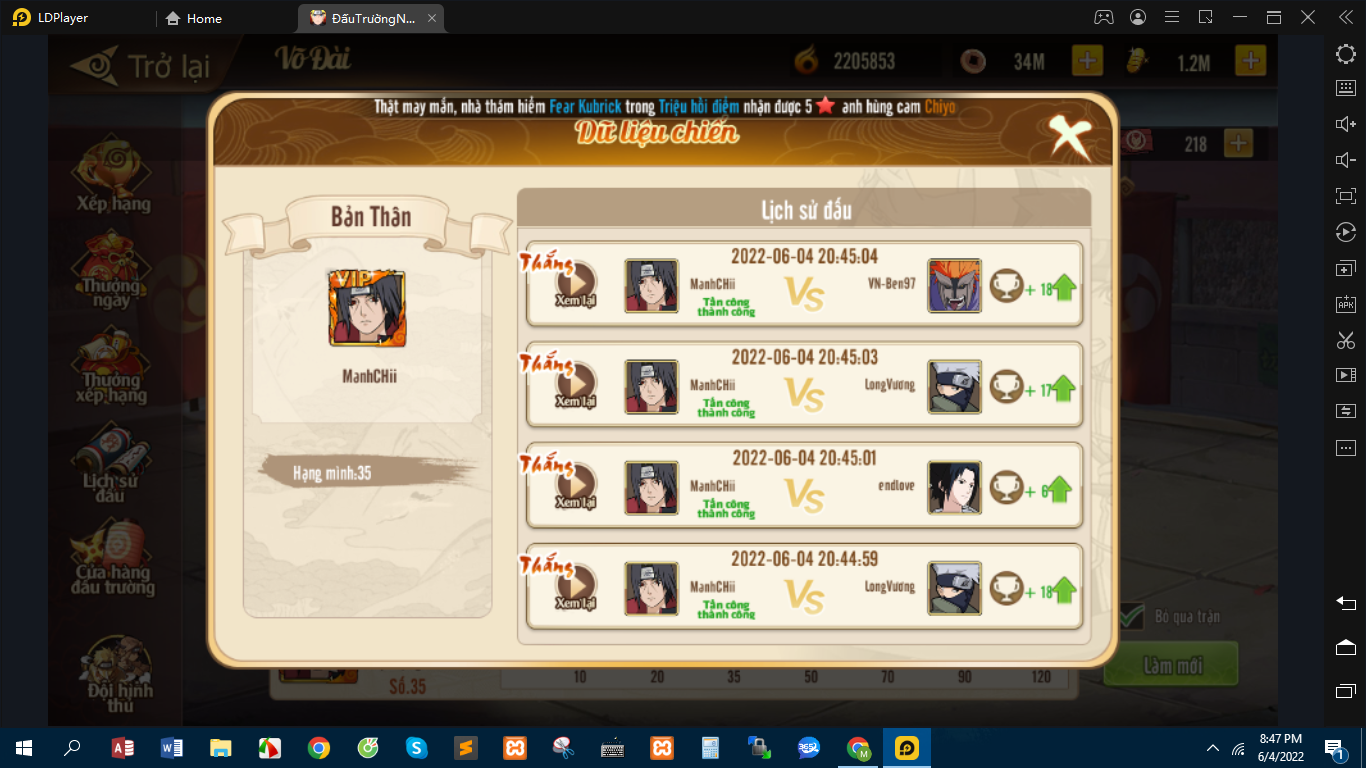 LDPlayer
Home
ĐấuTrườngN...
Trở lại
Võ Đài
2205853
34M
1.2M
Thật may mắn, nhà thám hiểm Fear Kubrick trong Triệu hồi điểm nhận được 5 anh hùng cam Chiyo
Dữ liệu chiến
218
Xếp hạng
Thưởng
ngày
Thưởng
xếp hạng
Lịch sử
đấu
Cửa hàng
đấu trường
Đội hình
thủ
Bản Thân
VIP
ManhCHii
Hạng mình:35
Lịch sử đấu
Thắng
Xem lại
2022-06-04 20:45:04
ManhCHii
Tấn công
thành công
VS
VN-Ben97
+ 18
Thắng
Xem lại
2022-06-04 20:45:03
ManhCHii
Tấn công
thành công
VS
LongVương
+ 17
Thắng
Xem lại
2022-06-04 20:45:01
ManhCHii
Tấn công
thành công
VS
endlove
+ 6
Thắng
Xem lại
2022-06-04 20:44:59
ManhCHii
Tấn công
thành công
VS
LongVương
+ 18
Bỏ qua trận
Làm mới
Số.35
10 20 35 50 70 90 120
8:47 PM
6/4/2022